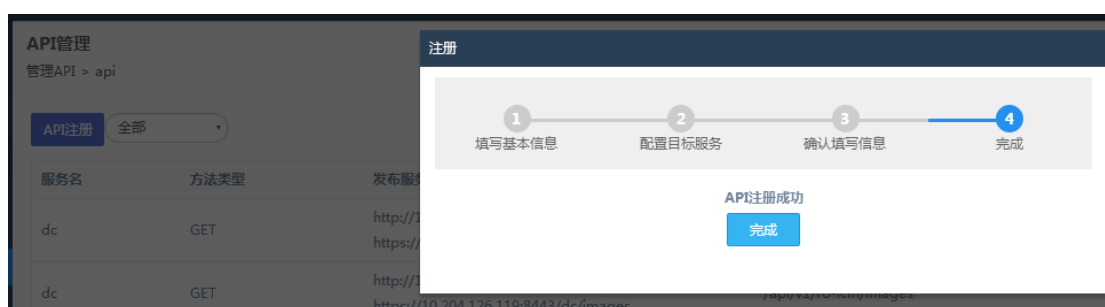 API管理
管理API > api
API注册 全部
服务名 方法类型 发布服务
dc GET http://1
https://
dc GET http://1
https://10.204.126.119:8443/dc/images
注册
1 2 3 4
填写基本信息 配置目标服务 确认填写信息 完成
API注册成功
完成